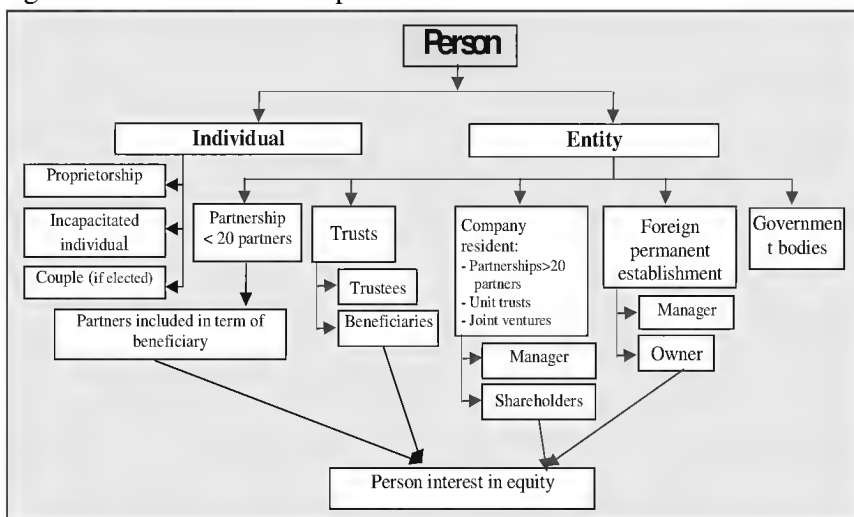 Person
Individual
Entity
Proprietorship
Incapacitated
individual
Couple (if elected)
Partnership
< 20 partners
Partners included in term of
beneficiary
Trusts
Trustees
Beneficiaries
Company
resident:
- Partnerships>20
partners
- Unit trusts
- Joint ventures
Manager
Shareholders
Foreign
permanent
establishment
Manager
Owner
Governmen
t bodies
Person interest in equity